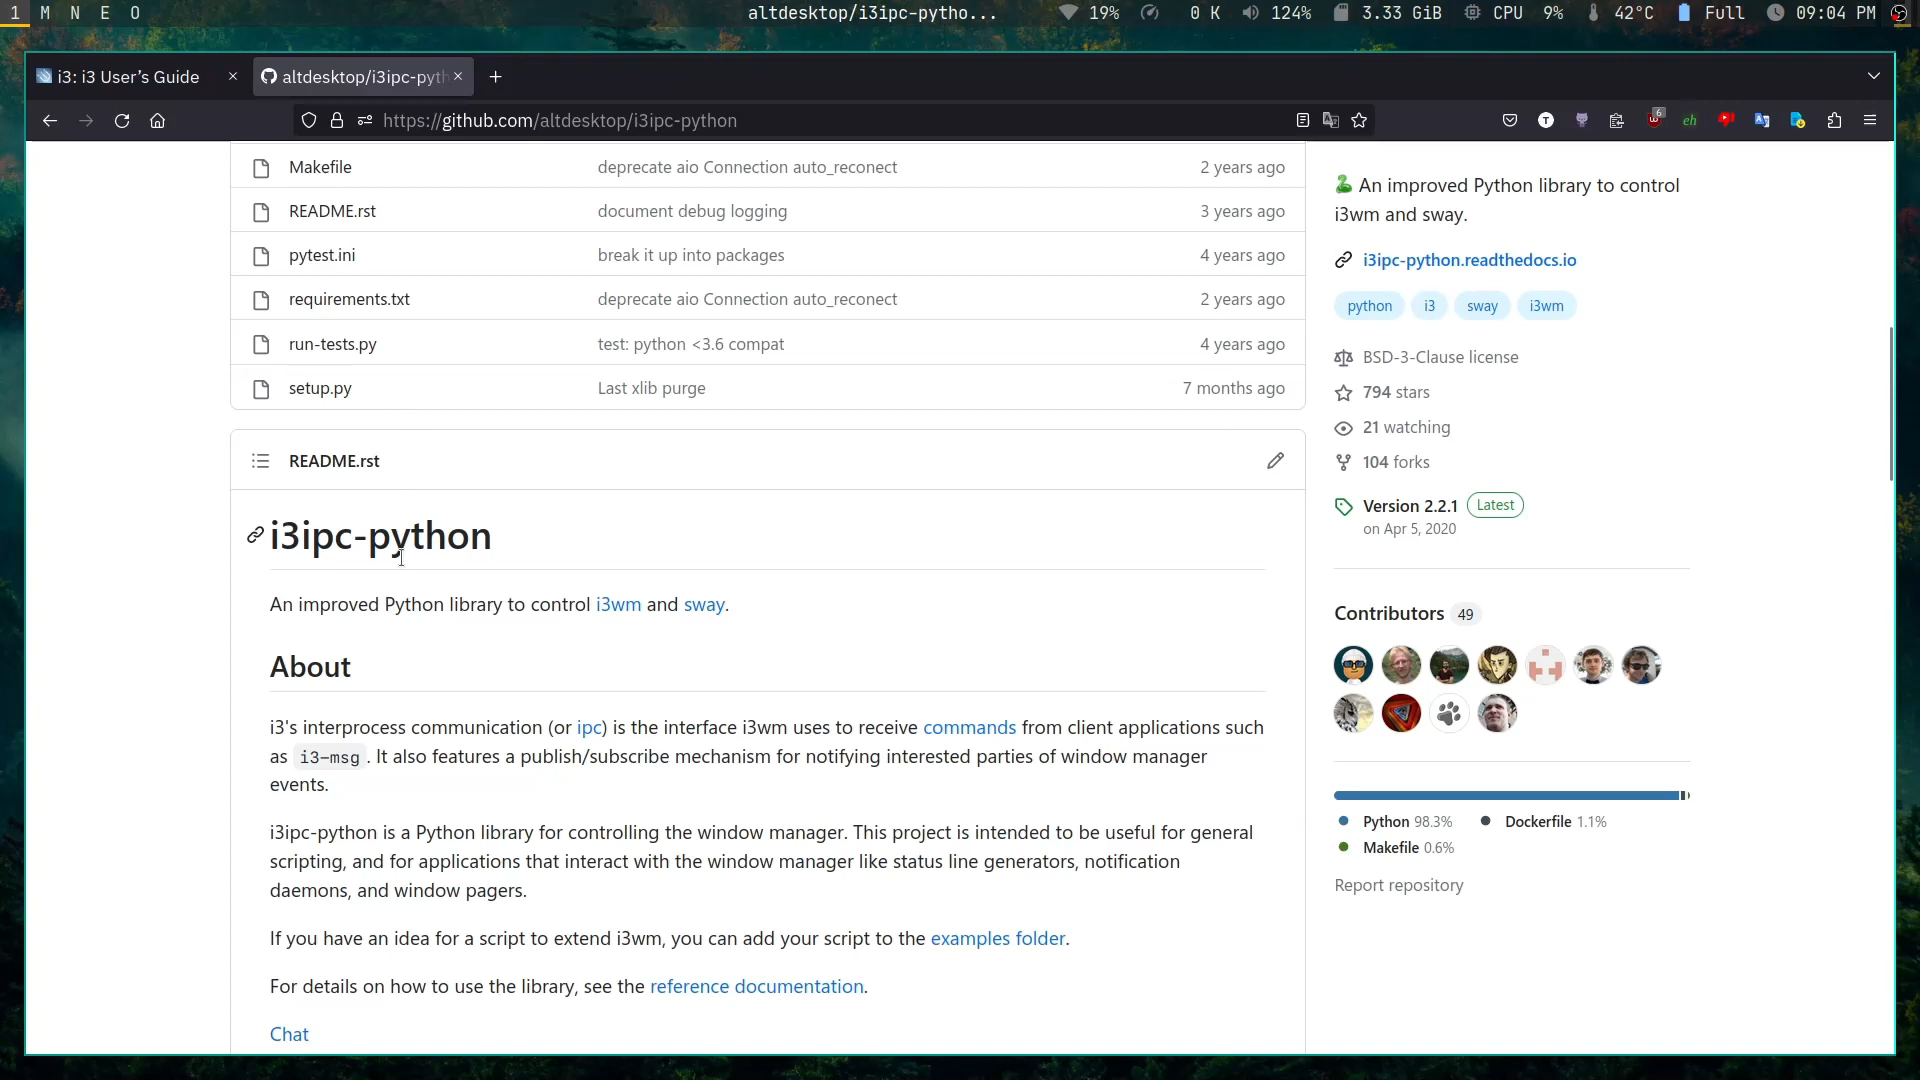 1 M N E O altdesktop/i3ipc-pytho... 19% 0 K 124% 3.33 GiB CPU 9% 42°C Full 09:04 PM
i3: i3 User’s Guide altdesktop/i3ipc-pyth
https://github.com/altdesktop/i3ipc-python 6 T eh
Makefile deprecate aio Connection auto_reconect 2 years ago
README.rst document debug logging 3 years ago
pytest.ini break it up into packages 4 years ago
requirements.txt deprecate aio Connection auto_reconect 2 years ago
run-tests.py test: python <3.6 compat 4 years ago
setup.py Last xlib purge 7 months ago
README.rst
i3ipc-python
An improved Python library to control i3wm and sway.
About
i3's interprocess communication (or ipc) is the interface i3wm uses to receive commands from client applications such
as i3-msg . It also features a publish/subscribe mechanism for notifying interested parties of window manager
events.
i3ipc-python is a Python library for controlling the window manager. This project is intended to be useful for general
scripting, and for applications that interact with the window manager like status line generators, notification
daemons, and window pagers.
If you have an idea for a script to extend i3wm, you can add your script to the examples folder.
For details on how to use the library, see the reference documentation.
Chat
An improved Python library to control
i3wm and sway.
i3ipc-python.readthedocs.io
python i3 sway i3wm
BSD-3-Clause license
794 stars
21 watching
104 forks
Version 2.2.1 Latest
on Apr 5, 2020
Contributors 49
Python 98.3% Dockerfile 1.1%
Makefile 0.6%
Report repository